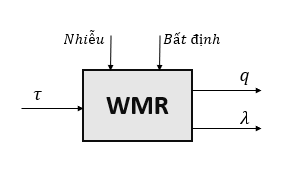 Nhiễu
Bất định
τ
WMR
q
λ